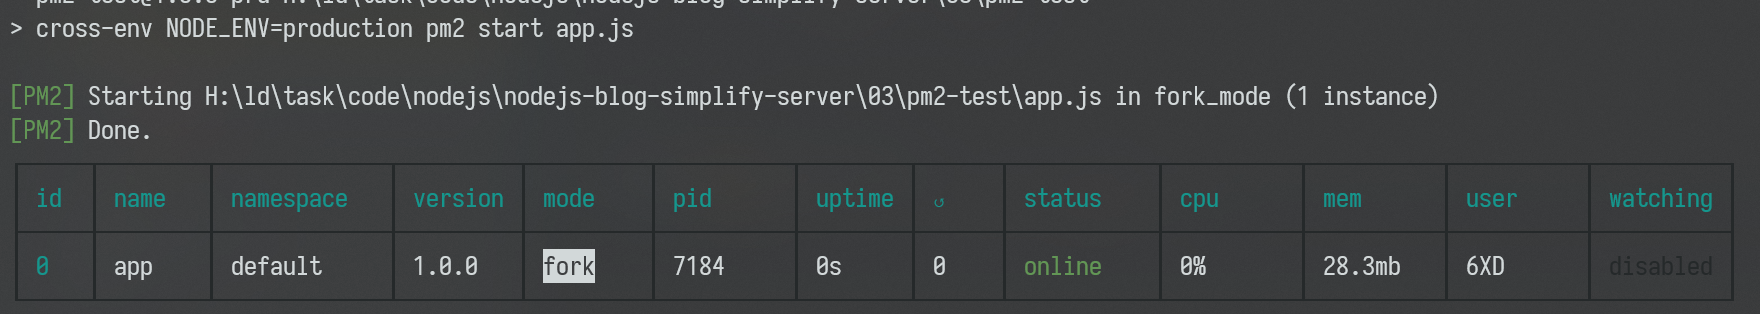 > cross-env NODE_ENV=production pm2 start app.js
[PM2] Starting H:\ld\task\code\nodejs\nodejs-blog-simplify-server\03\pm2-test\app.js in fork_mode (1 instance)
[PM2] Done.
id name namespace version mode pid uptime ↺ status cpu mem user watching
0 app default 1.0.0 fork 7184 0s 0 online 0% 28.3mb 6XD disabled